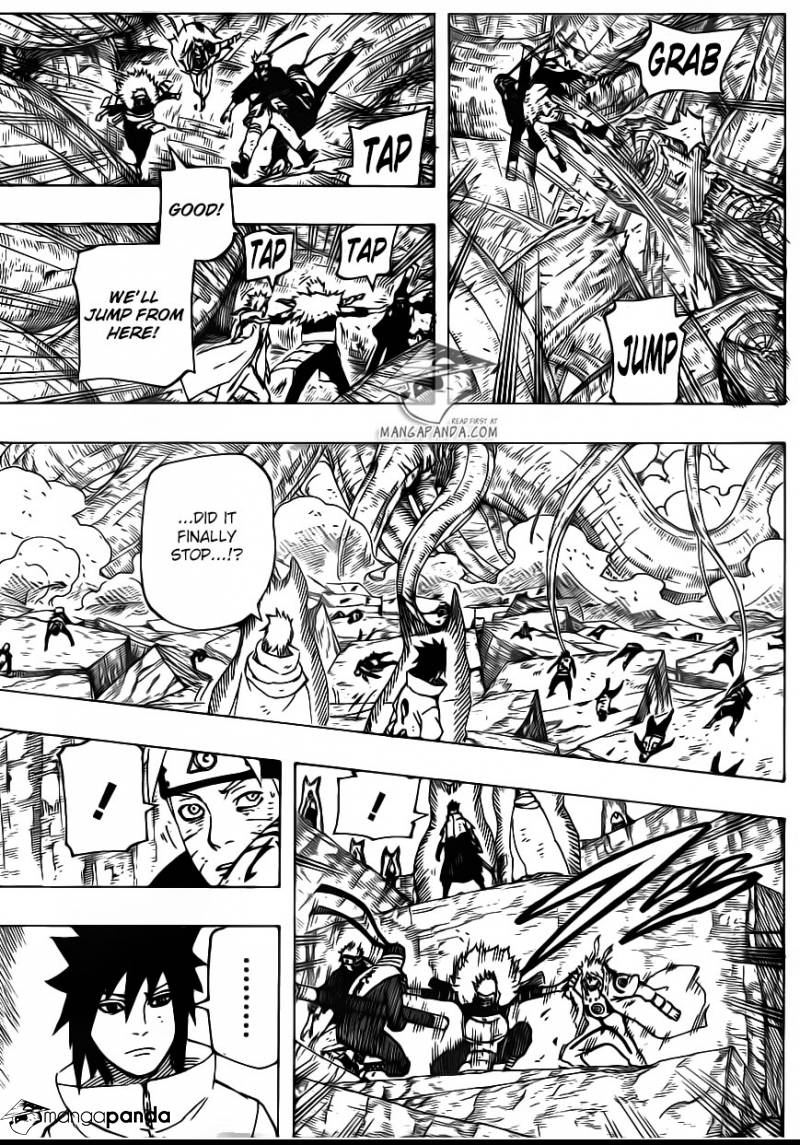 GRAB
JUMP
TAP
GOOD!
WE'LL
JUMP FROM
HERE!
TAP
TAP
READ FIRST AT
MANGAPANDA.COM
...DID IT
FINALLY
STOP...!?
!
!
.........
mangapanda